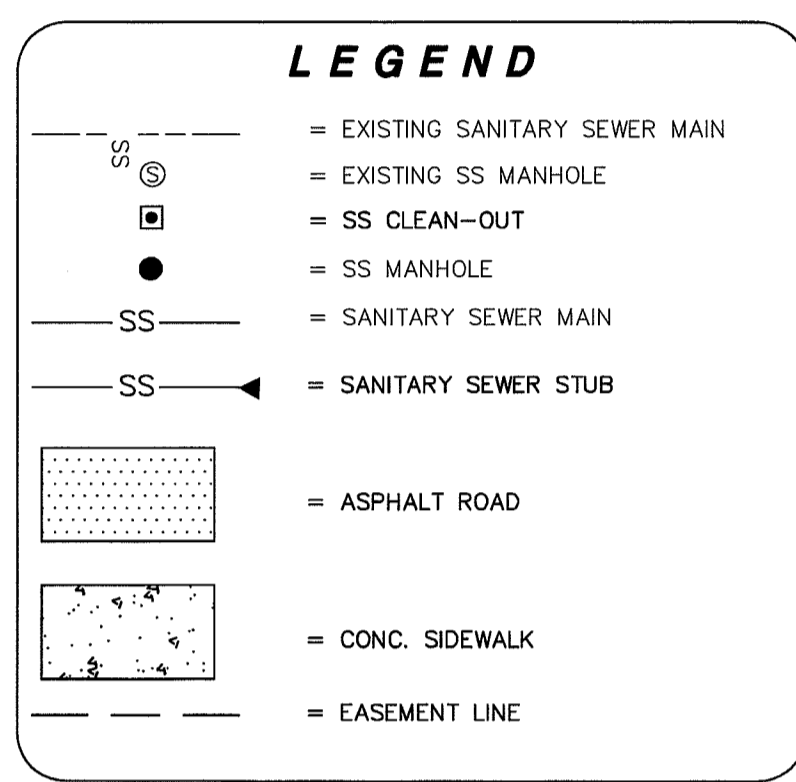 LEGEND
= EXISTING SANITARY SEWER MAIN
SS
Ⓢ = EXISTING SS MANHOLE
= SS CLEAN-OUT
= SS MANHOLE
SS = SANITARY SEWER MAIN
SS = SANITARY SEWER STUB
= ASPHALT ROAD
= CONC. SIDEWALK
= EASEMENT LINE